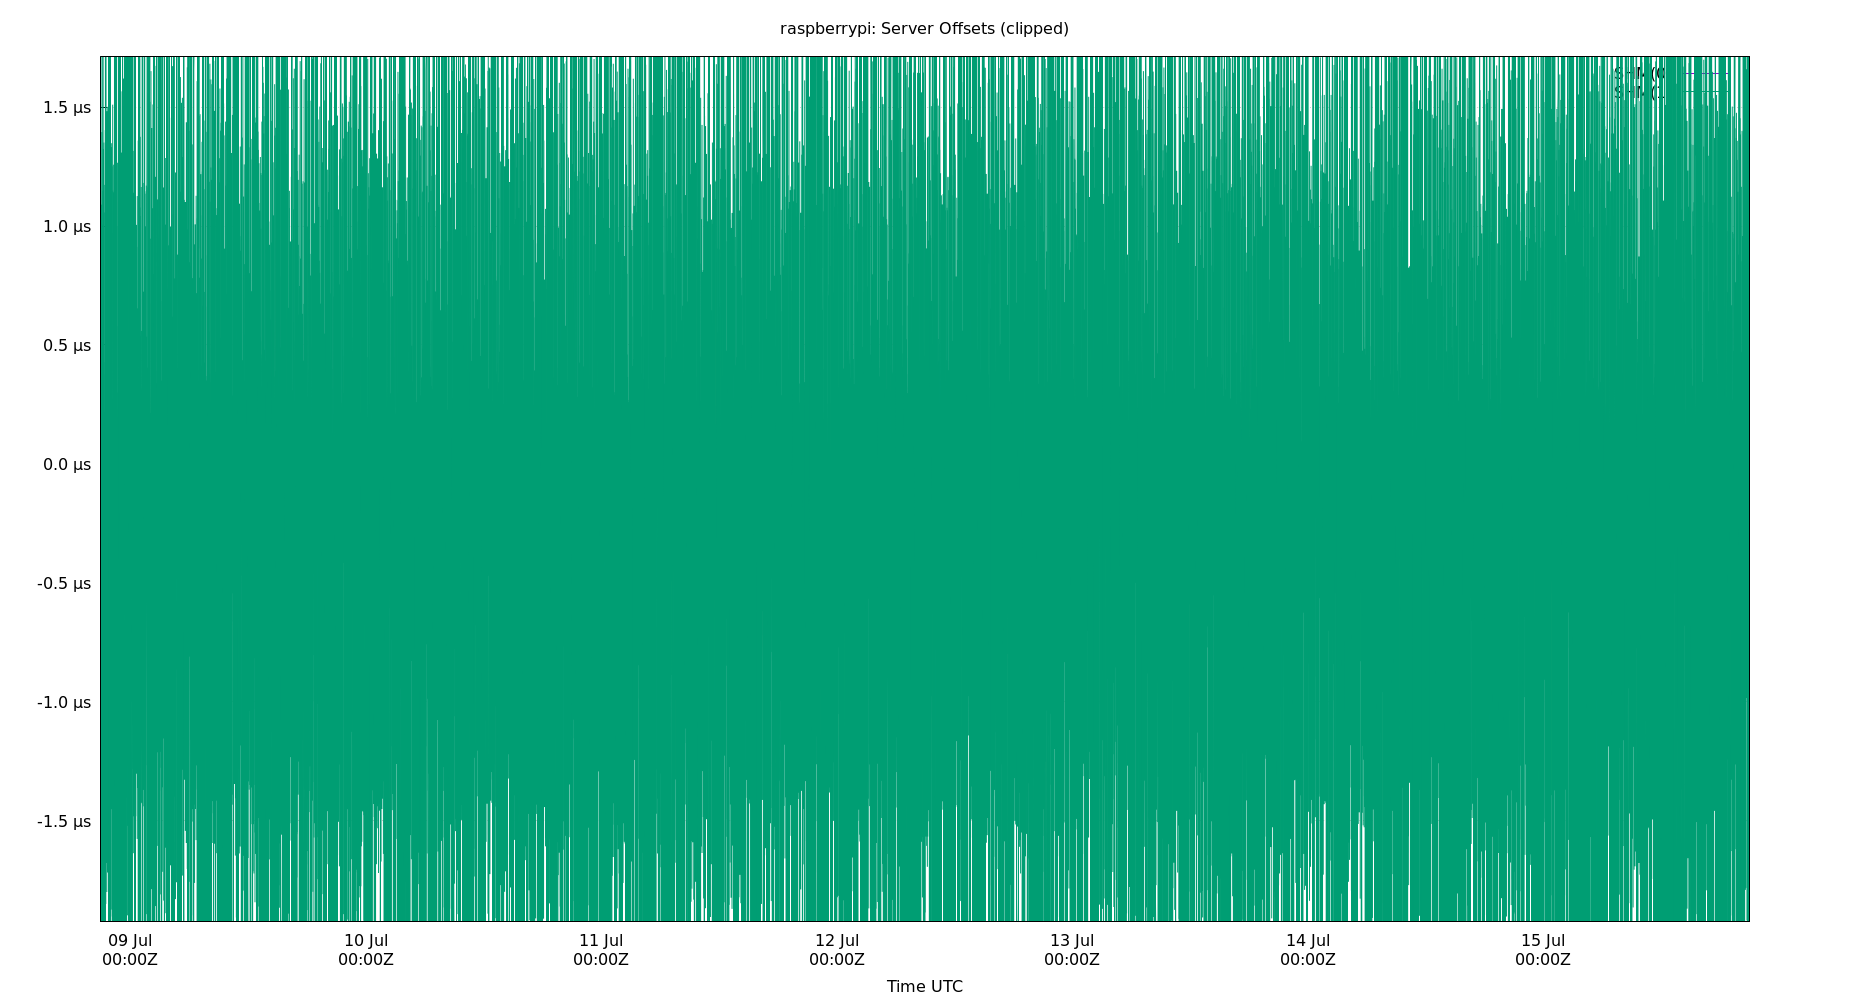 raspberrypi: Server Offsets (clipped)
1.5 µs
1.0 µs
0.5 µs
0.0 µs
-0.5 µs
-1.0 µs
-1.5 µs
09 Jul 10 Jul 11 Jul 12 Jul 13 Jul 14 Jul 15 Jul
00:00Z 00:00Z 00:00Z 00:00Z 00:00Z 00:00Z 00:00Z
Time UTC